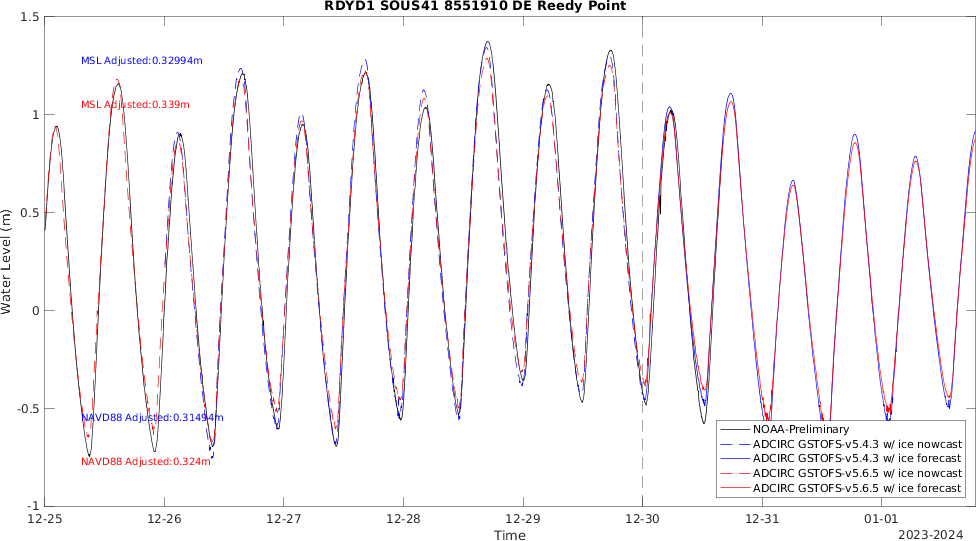 RDYD1 SOUS41 8551910 DE Reedy Point
1.5
1
0.5
0
-0.5
-1
Water Level (m)
MSL Adjusted:0.32994m
MSL Adjusted:0.339m
NAVD88 Adjusted:0.31494m
NAVD88 Adjusted:0.324m
NOAA-Preliminary
ADCIRC GSTOFS-v5.4.3 w/ ice nowcast
ADCIRC GSTOFS-v5.4.3 w/ ice forecast
ADCIRC GSTOFS-v5.6.5 w/ ice nowcast
ADCIRC GSTOFS-v5.6.5 w/ ice forecast
12-25 12-26 12-27 12-28 12-29 12-30 12-31 01-01
Time
2023-2024